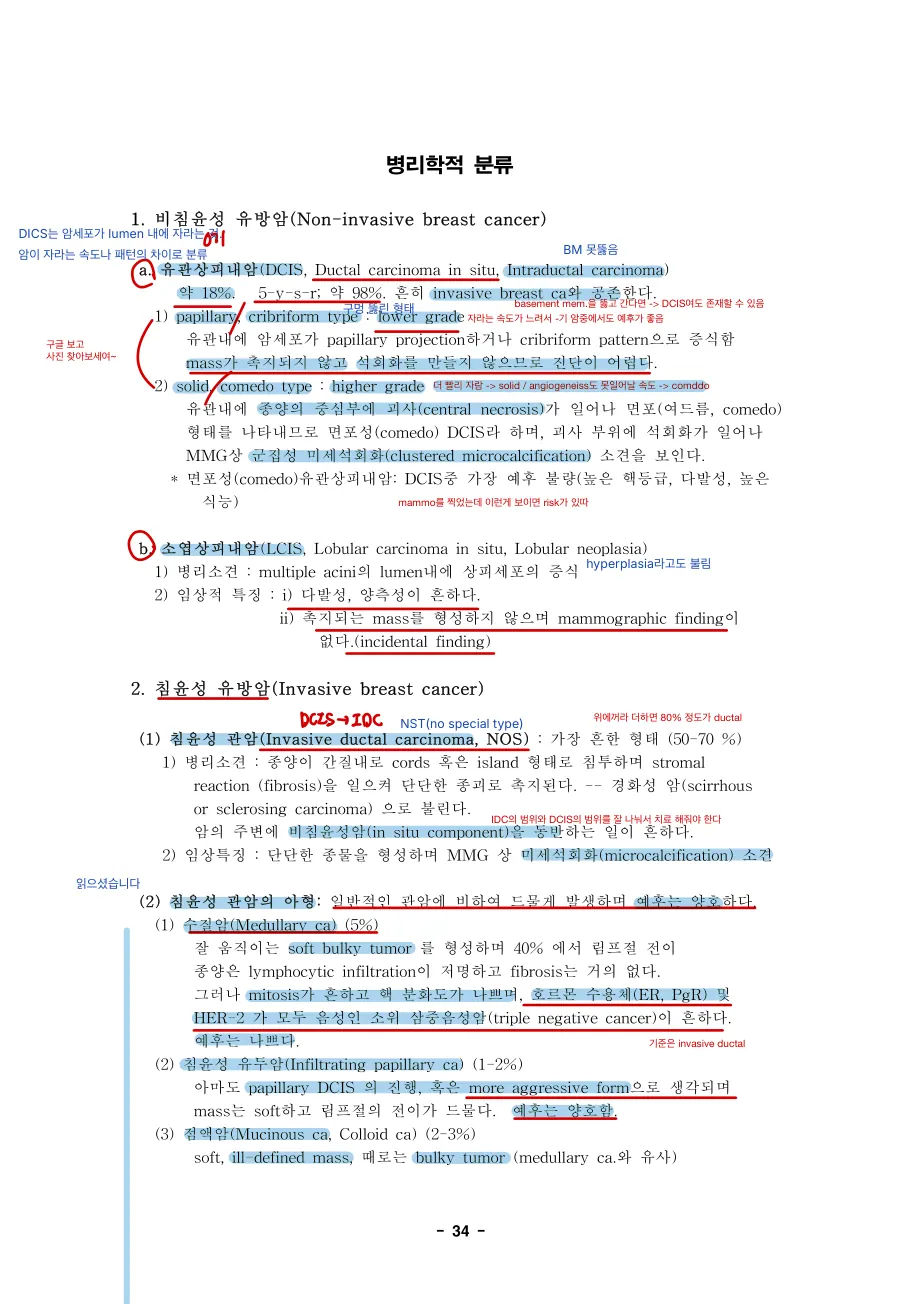 병리학적 분류
1. 비침윤성 유방암(Non-invasive breast cancer)
DICS는 암세포가 lumen 내에 자라는 것.
에
암이 자라는 속도나 패턴의 차이로 분류
BM 못뚫음
a. 유관상피내암(DCIS, Ductal carcinoma in situ, Intraductal carcinoma)
약 18%. 5-y-s-r; 약 98%. 흔히 invasive breast ca와 공존한다.
basement mem.를 뚫고 간다면 -> DCIS여도 존재할 수 있음
구멍 뚫린 형태
1) papillary, cribriform type : lower grade
자라는 속도가 느려서 -기 암중에서도 예후가 좋음
유관내에 암세포가 papillary projection하거나 cribriform pattern으로 증식함
구글 보고
사진 찾아보세여~
mass가 촉지되지 않고 석회화를 만들지 않으므로 진단이 어렵다.
2) solid, comedo type : higher grade
더 빨리 자람 -> solid / angiogeneiss도 못일어날 속도 -> comddo
유관내에 종양의 중심부에 괴사(central necrosis)가 일어나 면포(여드름, comedo)
형태를 나타내므로 면포성(comedo) DCIS라 하며, 괴사 부위에 석회화가 일어나
MMG상 군집성 미세석회화(clustered microcalcification) 소견을 보인다.
* 면포성(comedo)유관상피내암: DCIS중 가장 예후 불량(높은 핵등급, 다발성, 높은
식능)
mammo를 찍었는데 이런게 보이면 risk가 있따
b. 소엽상피내암(LCIS, Lobular carcinoma in situ, Lobular neoplasia)
1) 병리소견 : multiple acini의 lumen내에 상피세포의 증식
hyperplasia라고도 불림
2) 임상적 특징 : i) 다발성, 양측성이 흔하다.
ii) 촉지되는 mass를 형성하지 않으며 mammographic finding이
없다.(incidental finding)
2. 침윤성 유방암(Invasive breast cancer)
DCIS→IDC
NST(no special type)
위에꺼랑 더하면 80% 정도가 ductal
(1) 침윤성 관암(Invasive ductal carcinoma, NOS) : 가장 흔한 형태 (50-70 %)
1) 병리소견 : 종양이 간질내로 cords 혹은 island 형태로 침투하며 stromal
reaction (fibrosis)을 일으켜 단단한 종괴로 촉지된다. -- 경화성 암(scirrhous
or sclerosing carcinoma) 으로 불린다.
IDC의 범위와 DCIS의 범위를 잘 나눠서 치료 해줘야 한다
암의 주변에 비침윤성암(in situ component)을 동반하는 일이 흔하다.
2) 임상특징 : 단단한 종물을 형성하며 MMG 상 미세석회화(microcalcification) 소견
읽으셨습니다
(2) 침윤성 관암의 아형: 일반적인 관암에 비하여 드물게 발생하며 예후는 양호하다.
(1) 수질암(Medullary ca) (5%)
잘 움직이는 soft bulky tumor 를 형성하며 40% 에서 림프절 전이
종양은 lymphocytic infiltration이 저명하고 fibrosis는 거의 없다.
그러나 mitosis가 흔하고 핵 분화도가 나쁘며, 호르몬 수용체(ER, PgR) 및
HER-2 가 모두 음성인 소위 삼중음성암(triple negative cancer)이 흔하다.
예후는 나쁘다.
기준은 invasive ductal
(2) 침윤성 유두암(Infiltrating papillary ca) (1-2%)
아마도 papillary DCIS 의 진행, 혹은 more aggressive form으로 생각되며
mass는 soft하고 림프절의 전이가 드물다. 예후는 양호함.
(3) 점액암(Mucinous ca, Colloid ca) (2-3%)
soft, ill-defined mass, 때로는 bulky tumor (medullary ca.와 유사)
- 34 -